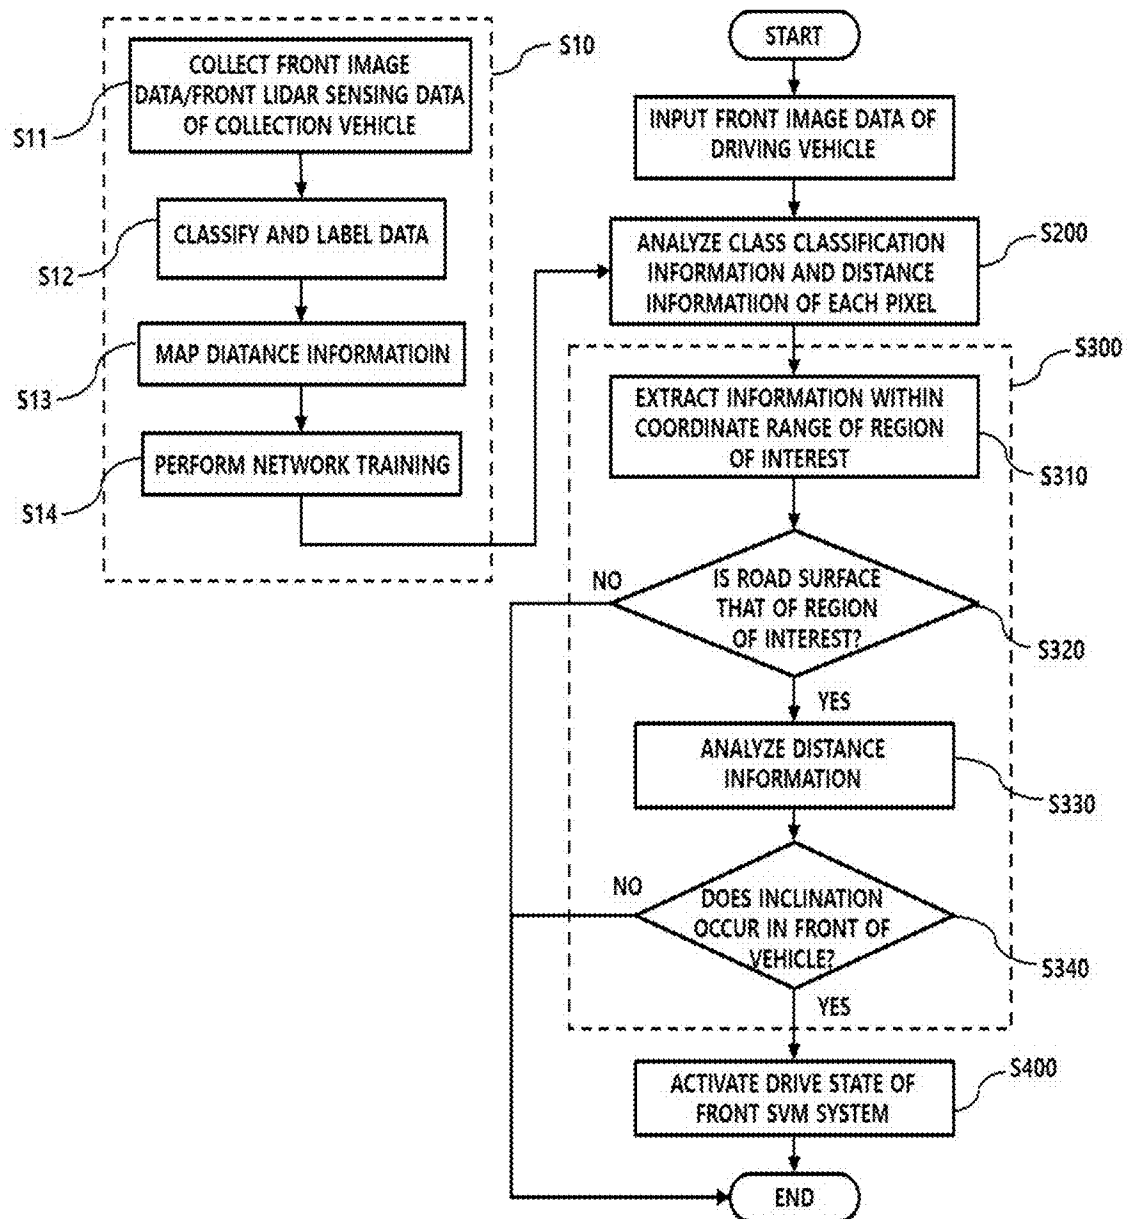 S10
COLLECT FRONT IMAGE
DATA/FRONT LIDAR SENSING DATA
OF COLLECTION VEHICLE
S11
CLASSIFY AND LABEL DATA
S12
MAP DIATANCE INFORMATIOIN
S13
PERFORM NETWORK TRAINING
S14
START
INPUT FRONT IMAGE DATA OF
DRIVING VEHICLE
ANALYZE CLASS CLASSIFICATION
INFORMATION AND DISTANCE
INFORMATIION OF EACH PIXEL
S200
S300
EXTRACT INFORMATION WITHIN
COORDINATE RANGE OF REGION
OF INTEREST
S310
NO
IS ROAD SURFACE
THAT OF REGION
OF INTEREST?
S320
YES
ANALYZE DISTANCE
INFORMATION
S330
NO
DOES INCLINATION
OCCUR IN FRONT OF
VEHICLE?
S340
YES
ACTIVATE DRIVE STATE OF
FRONT SVM SYSTEM
S400
END